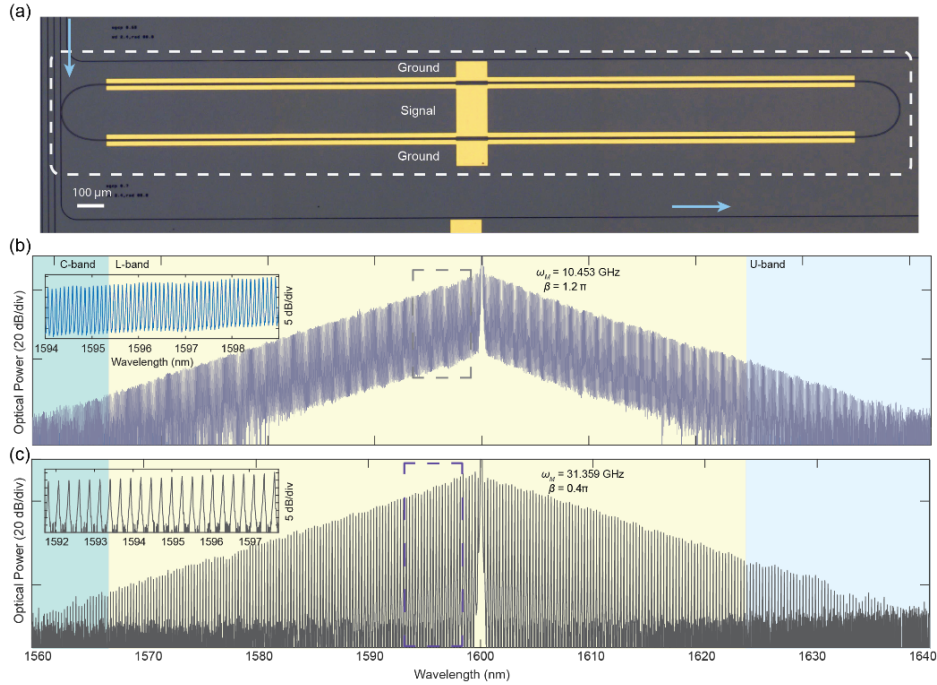 (a)
Ground
Signal
Ground
100 μm
(b)
C-band
L-band
U-band
ω_M = 10.453 GHz
β = 1.2 π
5 dB/div
1594 1595 1596 1597 1598
Wavelength (nm)
Optical Power (20 dB/div)
(c)
ω_M = 31.359 GHz
β = 0.4π
5 dB/div
1592 1593 1594 1595 1596 1597
Optical Power (20 dB/div)
1560 1570 1580 1590 1600 1610 1620 1630 1640
Wavelength (nm)